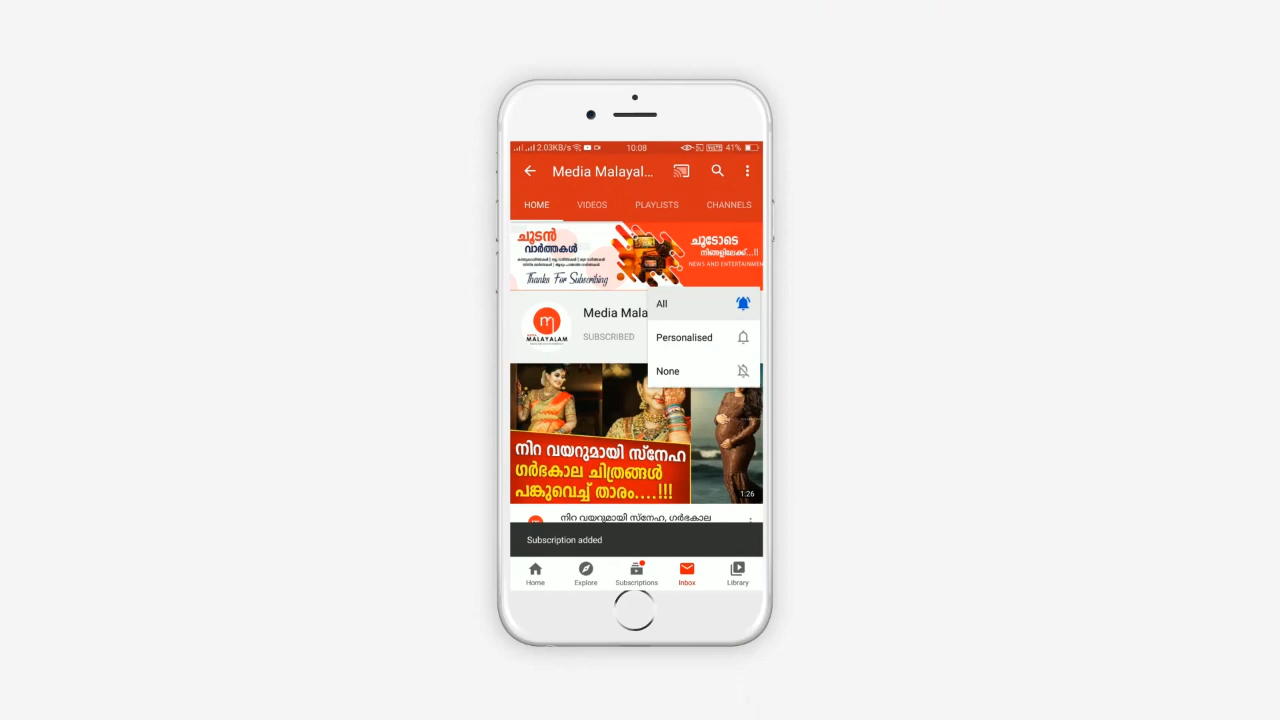 2.03KB/s
10:08
41%
Media Malayal...
HOME
VIDEOS
PLAYLISTS
CHANNELS
ചൂടൻ
വാർത്തകൾ
Thanks For Subscribing
ചൂടോടെ
നിങ്ങളിലേക്ക്...!!
NEWS AND ENTERTAINMEN
Media Mala
SUBSCRIBED
MALAYALAM
All
Personalised
None
നിറ വയറുമായി സ്നേഹ
ഗർഭകാല ചിത്രങ്ങൾ
പങ്കുവെച്ച് താരം....!!!
1:26
നിറ വയറുമായി സ്നേഹ, ഗർഭകാല
Subscription added
Home
Explore
Subscriptions
Inbox
Library